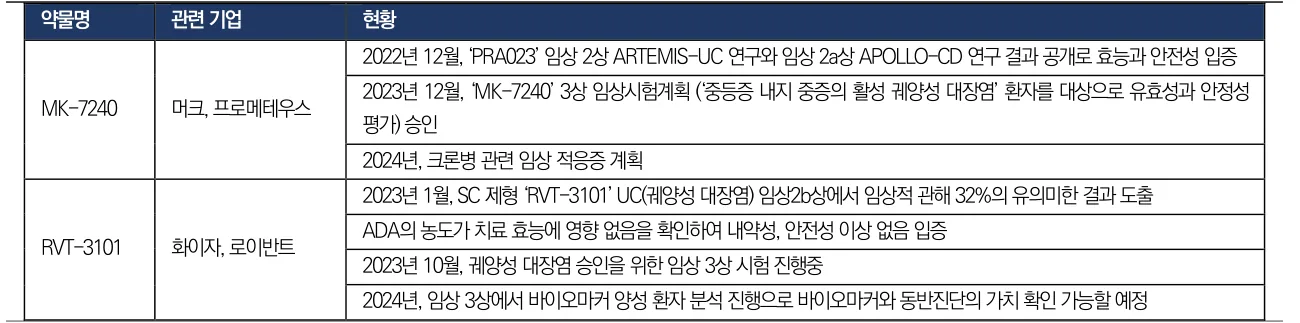 약물명 관련 기업 현황
2022년 12월, ‘PRA023’ 임상 2상 ARTEMIS-UC 연구와 임상 2a상 APOLLO-CD 연구 결과 공개로 효능과 안전성 입증
MK-7240 머크, 프로메테우스
2023년 12월, ‘MK-7240’ 3상 임상시험계획 (‘중등증 내지 중증의 활성 궤양성 대장염’ 환자를 대상으로 유효성과 안정성
평가) 승인
2024년, 크론병 관련 임상 적응증 계획
RVT-3101 화이자, 로이반트
2023년 1월, SC 제형 ‘RVT-3101’ UC(궤양성 대장염) 임상2b상에서 임상적 관해 32%의 유의미한 결과 도출
ADA의 농도가 치료 효능에 영향 없음을 확인하여 내약성, 안전성 이상 없음 입증
2023년 10월, 궤양성 대장염 승인을 위한 임상 3상 시험 진행중
2024년, 임상 3상에서 바이오마커 양성 환자 분석 진행으로 바이오마커와 동반진단의 가치 확인 가능할 예정